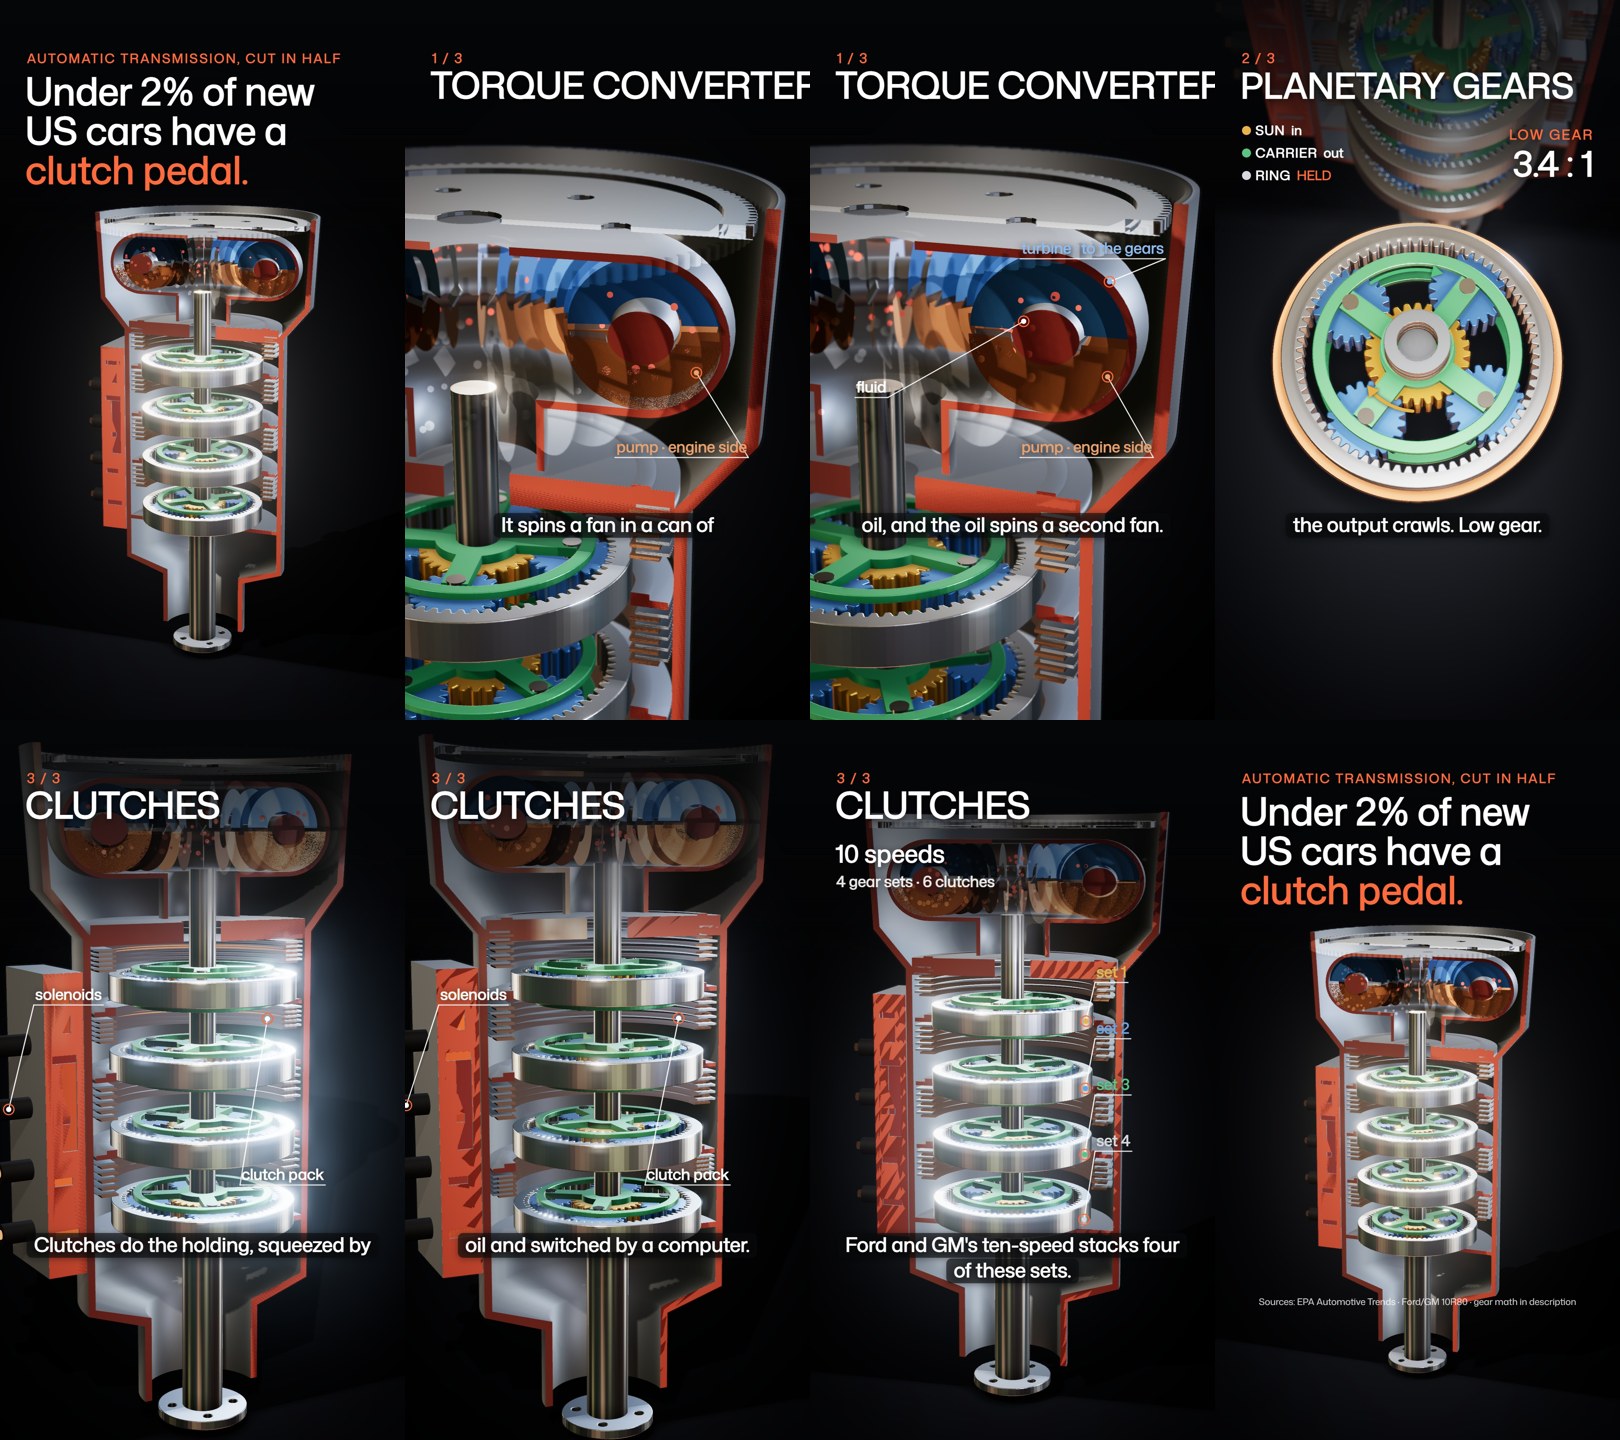 AUTOMATIC TRANSMISSION, CUT IN HALF
Under 2% of new
US cars have a
clutch pedal.
1 / 3
TORQUE CONVERTER
pump · engine side
It spins a fan in a can of
1 / 3
TORQUE CONVERTER
turbine · to the gears
fluid
pump · engine side
oil, and the oil spins a second fan.
2 / 3
PLANETARY GEARS
SUN in
CARRIER out
RING HELD
LOW GEAR
3.4 : 1
the output crawls. Low gear.
3 / 3
CLUTCHES
solenoids
clutch pack
Clutches do the holding, squeezed by
3 / 3
CLUTCHES
solenoids
clutch pack
oil and switched by a computer.
3 / 3
CLUTCHES
10 speeds
4 gear sets · 6 clutches
set 1
set 2
set 3
set 4
Ford and GM's ten-speed stacks four
of these sets.
AUTOMATIC TRANSMISSION, CUT IN HALF
Under 2% of new
US cars have a
clutch pedal.
Sources: EPA Automotive Trends · Ford/GM 10R80 · gear math in description